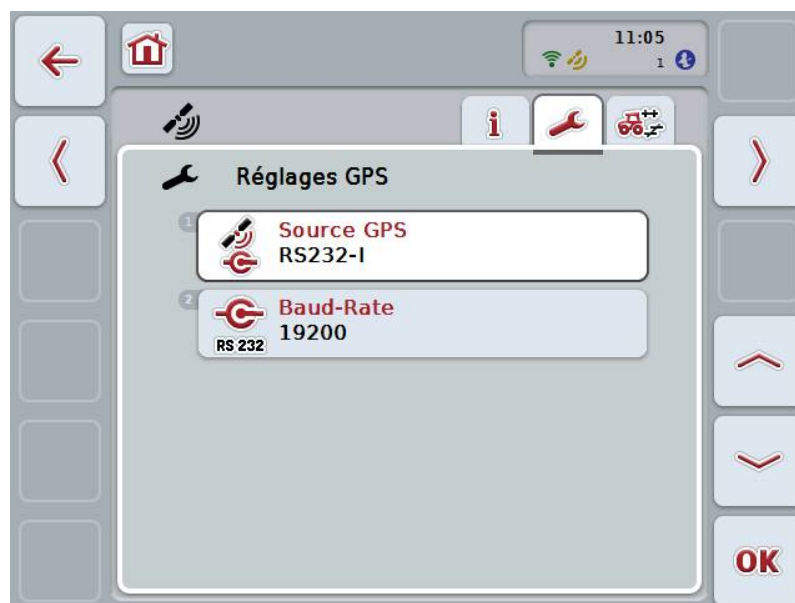 11:05
1
i
Réglages GPS
1
Source GPS
RS232-I
2
Baud-Rate
19200
RS 232
OK